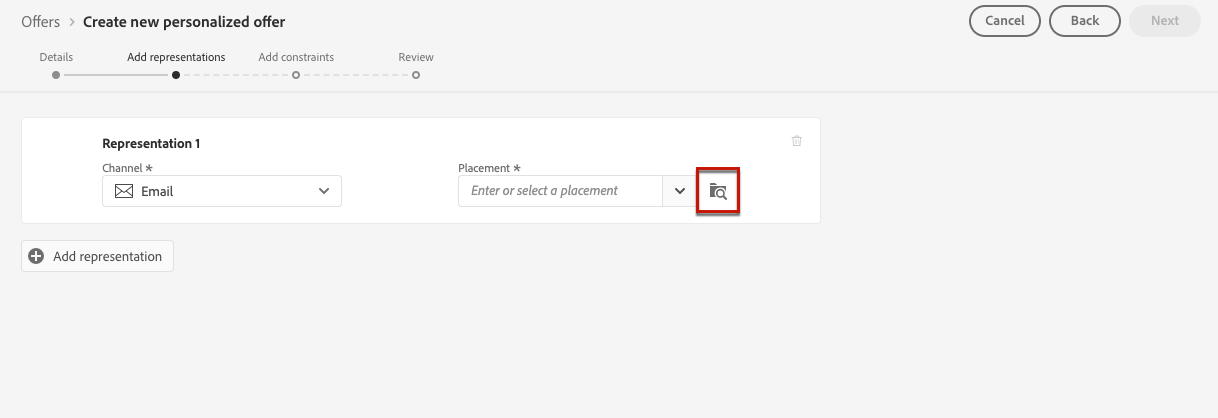 Offers > Create new personalized offer
Cancel
Back
Next
Details
Add representations
Add constraints
Review
Representation 1
Channel *
Placement *
Email
Enter or select a placement
Add representation